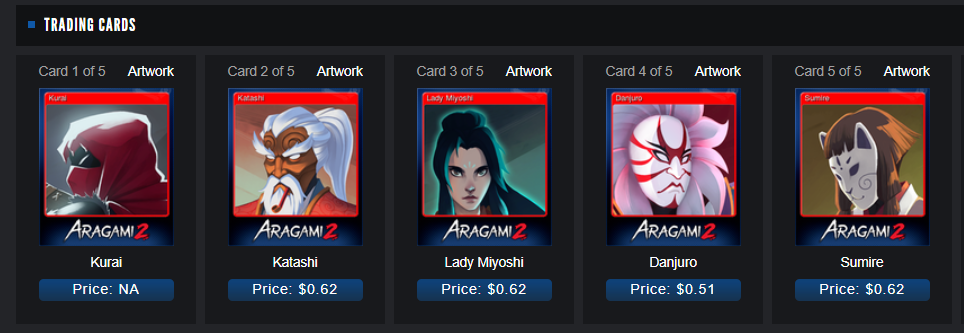 TRADING CARDS
Card 1 of 5 Artwork
Kurai
ARAGAMI 2
Kurai
Price: NA
Card 2 of 5 Artwork
Katashi
ARAGAMI 2
Katashi
Price: $0.62
Card 3 of 5 Artwork
Lady Miyoshi
ARAGAMI 2
Lady Miyoshi
Price: $0.62
Card 4 of 5 Artwork
Danjuro
ARAGAMI 2
Danjuro
Price: $0.51
Card 5 of 5 Artwork
Sumire
ARAGAMI 2
Sumire
Price: $0.62